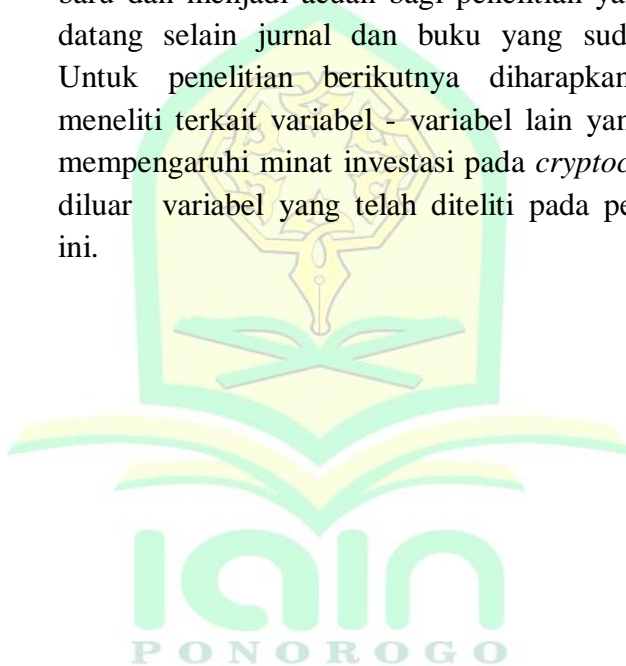 baru dan menjadi acuan bagi penelitian ya
datang selain jurnal dan buku yang sud
Untuk penelitian berikutnya diharapkan
meneliti terkait variabel - variabel lain yan
mempengaruhi minat investasi pada cryptoc
diluar variabel yang telah diteliti pada pe
ini.
iain
PONOROGO